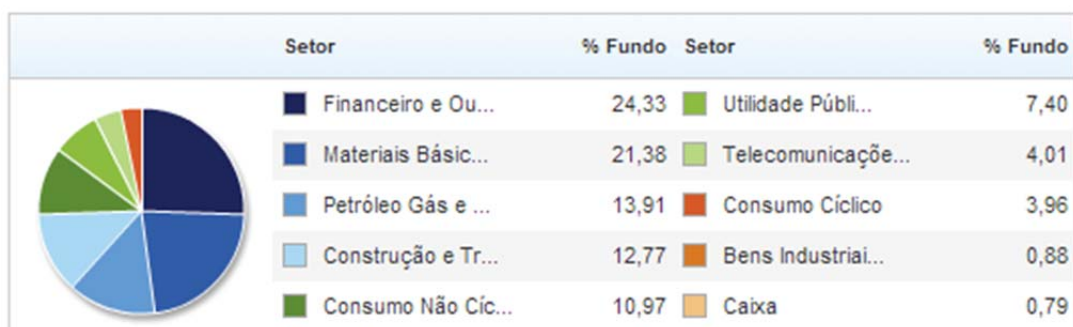 Setor % Fundo Setor % Fundo
Financeiro e Ou... 24,33 Utilidade Públi... 7,40
Materiais Básic... 21,38 Telecomunicaçõe... 4,01
Petróleo Gás e ... 13,91 Consumo Cíclico 3,96
Construção e Tr... 12,77 Bens Industriai... 0,88
Consumo Não Cíc... 10,97 Caixa 0,79